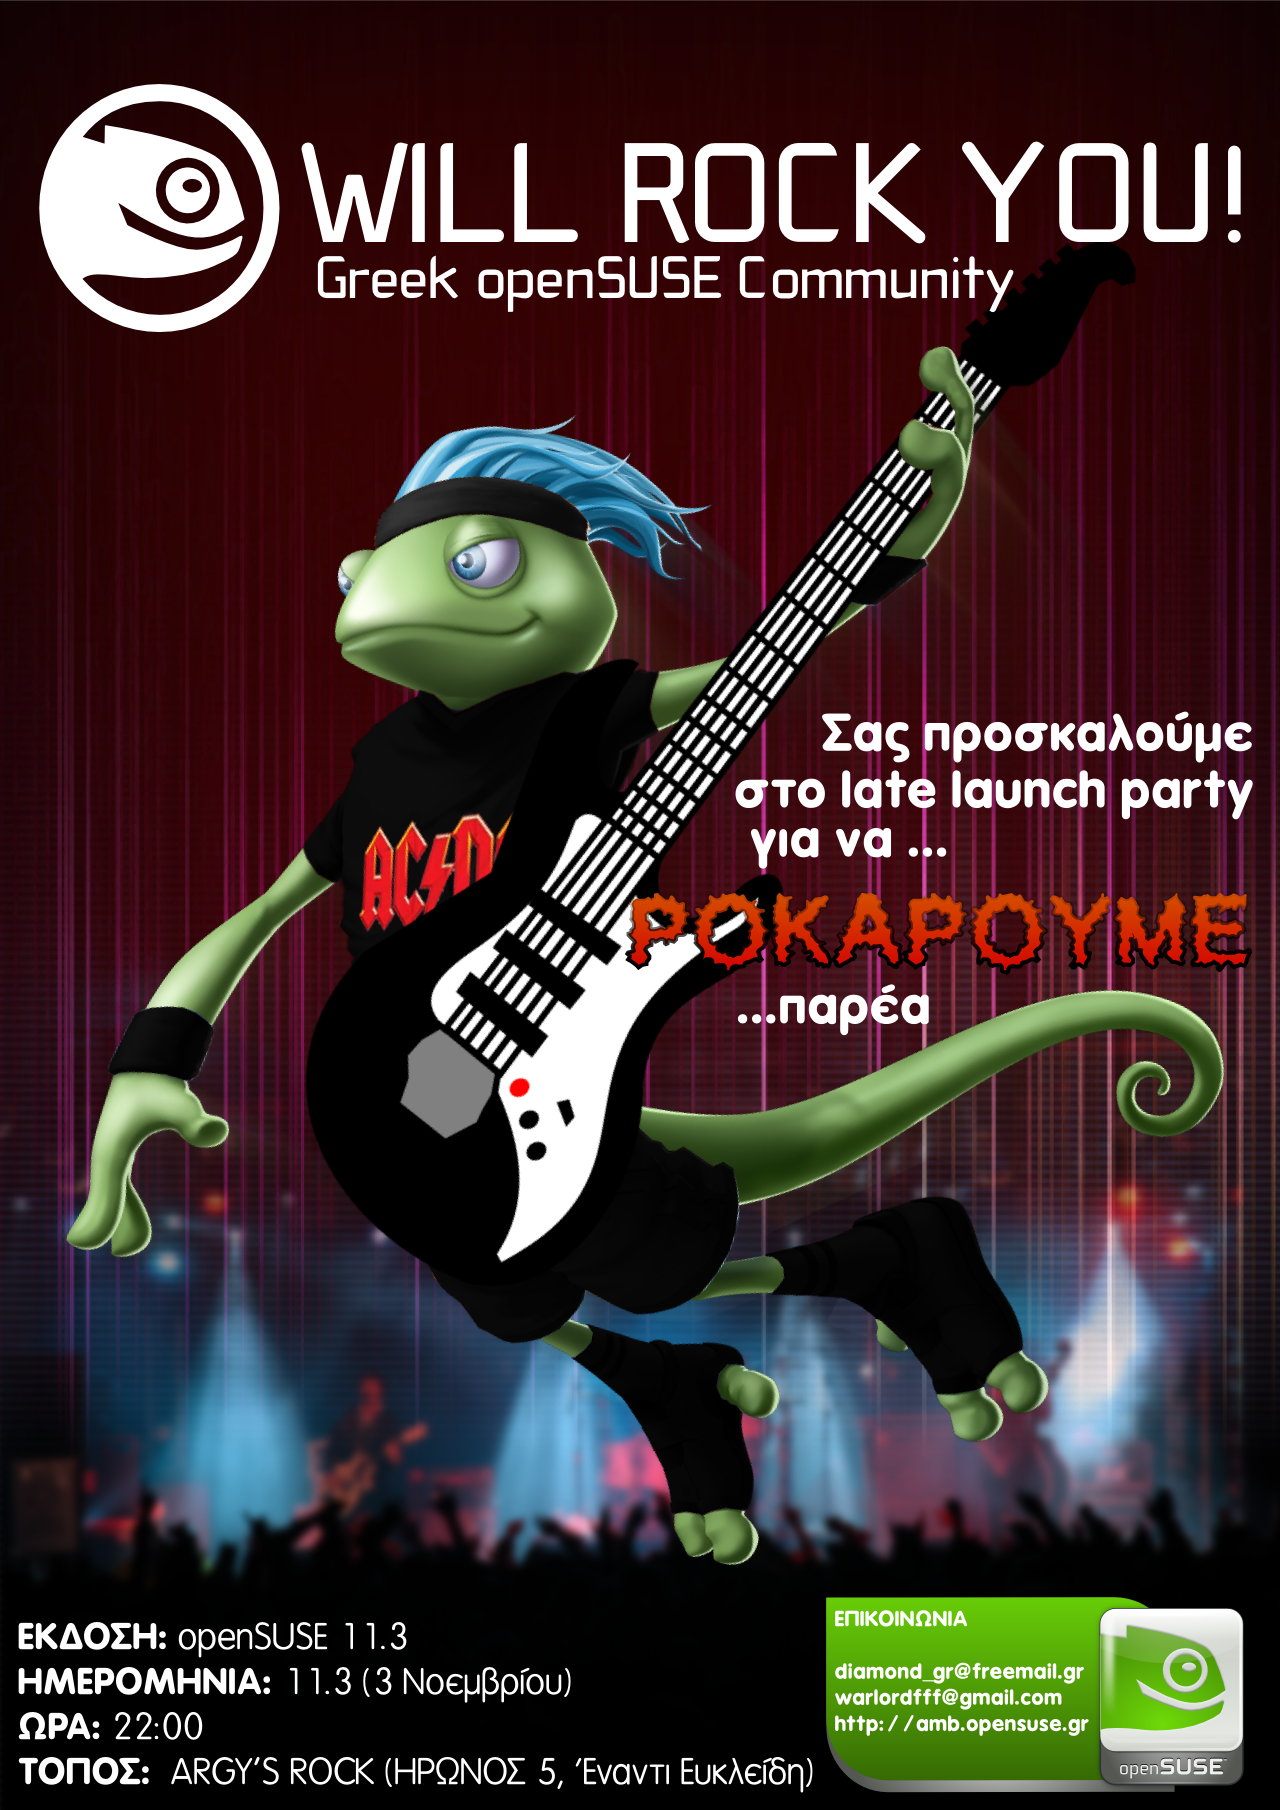 WILL ROCK YOU!
Greek openSUSE Community
AC/D
Σας προσκαλούμε
στο late launch party
για να ...
ΡΟΚΑΡΟΥΜΕ
...παρέα
ΕΚΔΟΣΗ: openSUSE 11.3
ΗΜΕΡΟΜΗΝΙΑ: 11.3 (3 Νοεμβρίου)
ΩΡΑ: 22:00
ΤΟΠΟΣ: ARGY'S ROCK (ΗΡΩΝΟΣ 5, Έναντι Ευκλείδη)
ΕΠΙΚΟΙΝΩΝΙΑ
diamond_gr@freemail.gr
warlordfff@gmail.com
http://amb.opensuse.gr
openSUSE